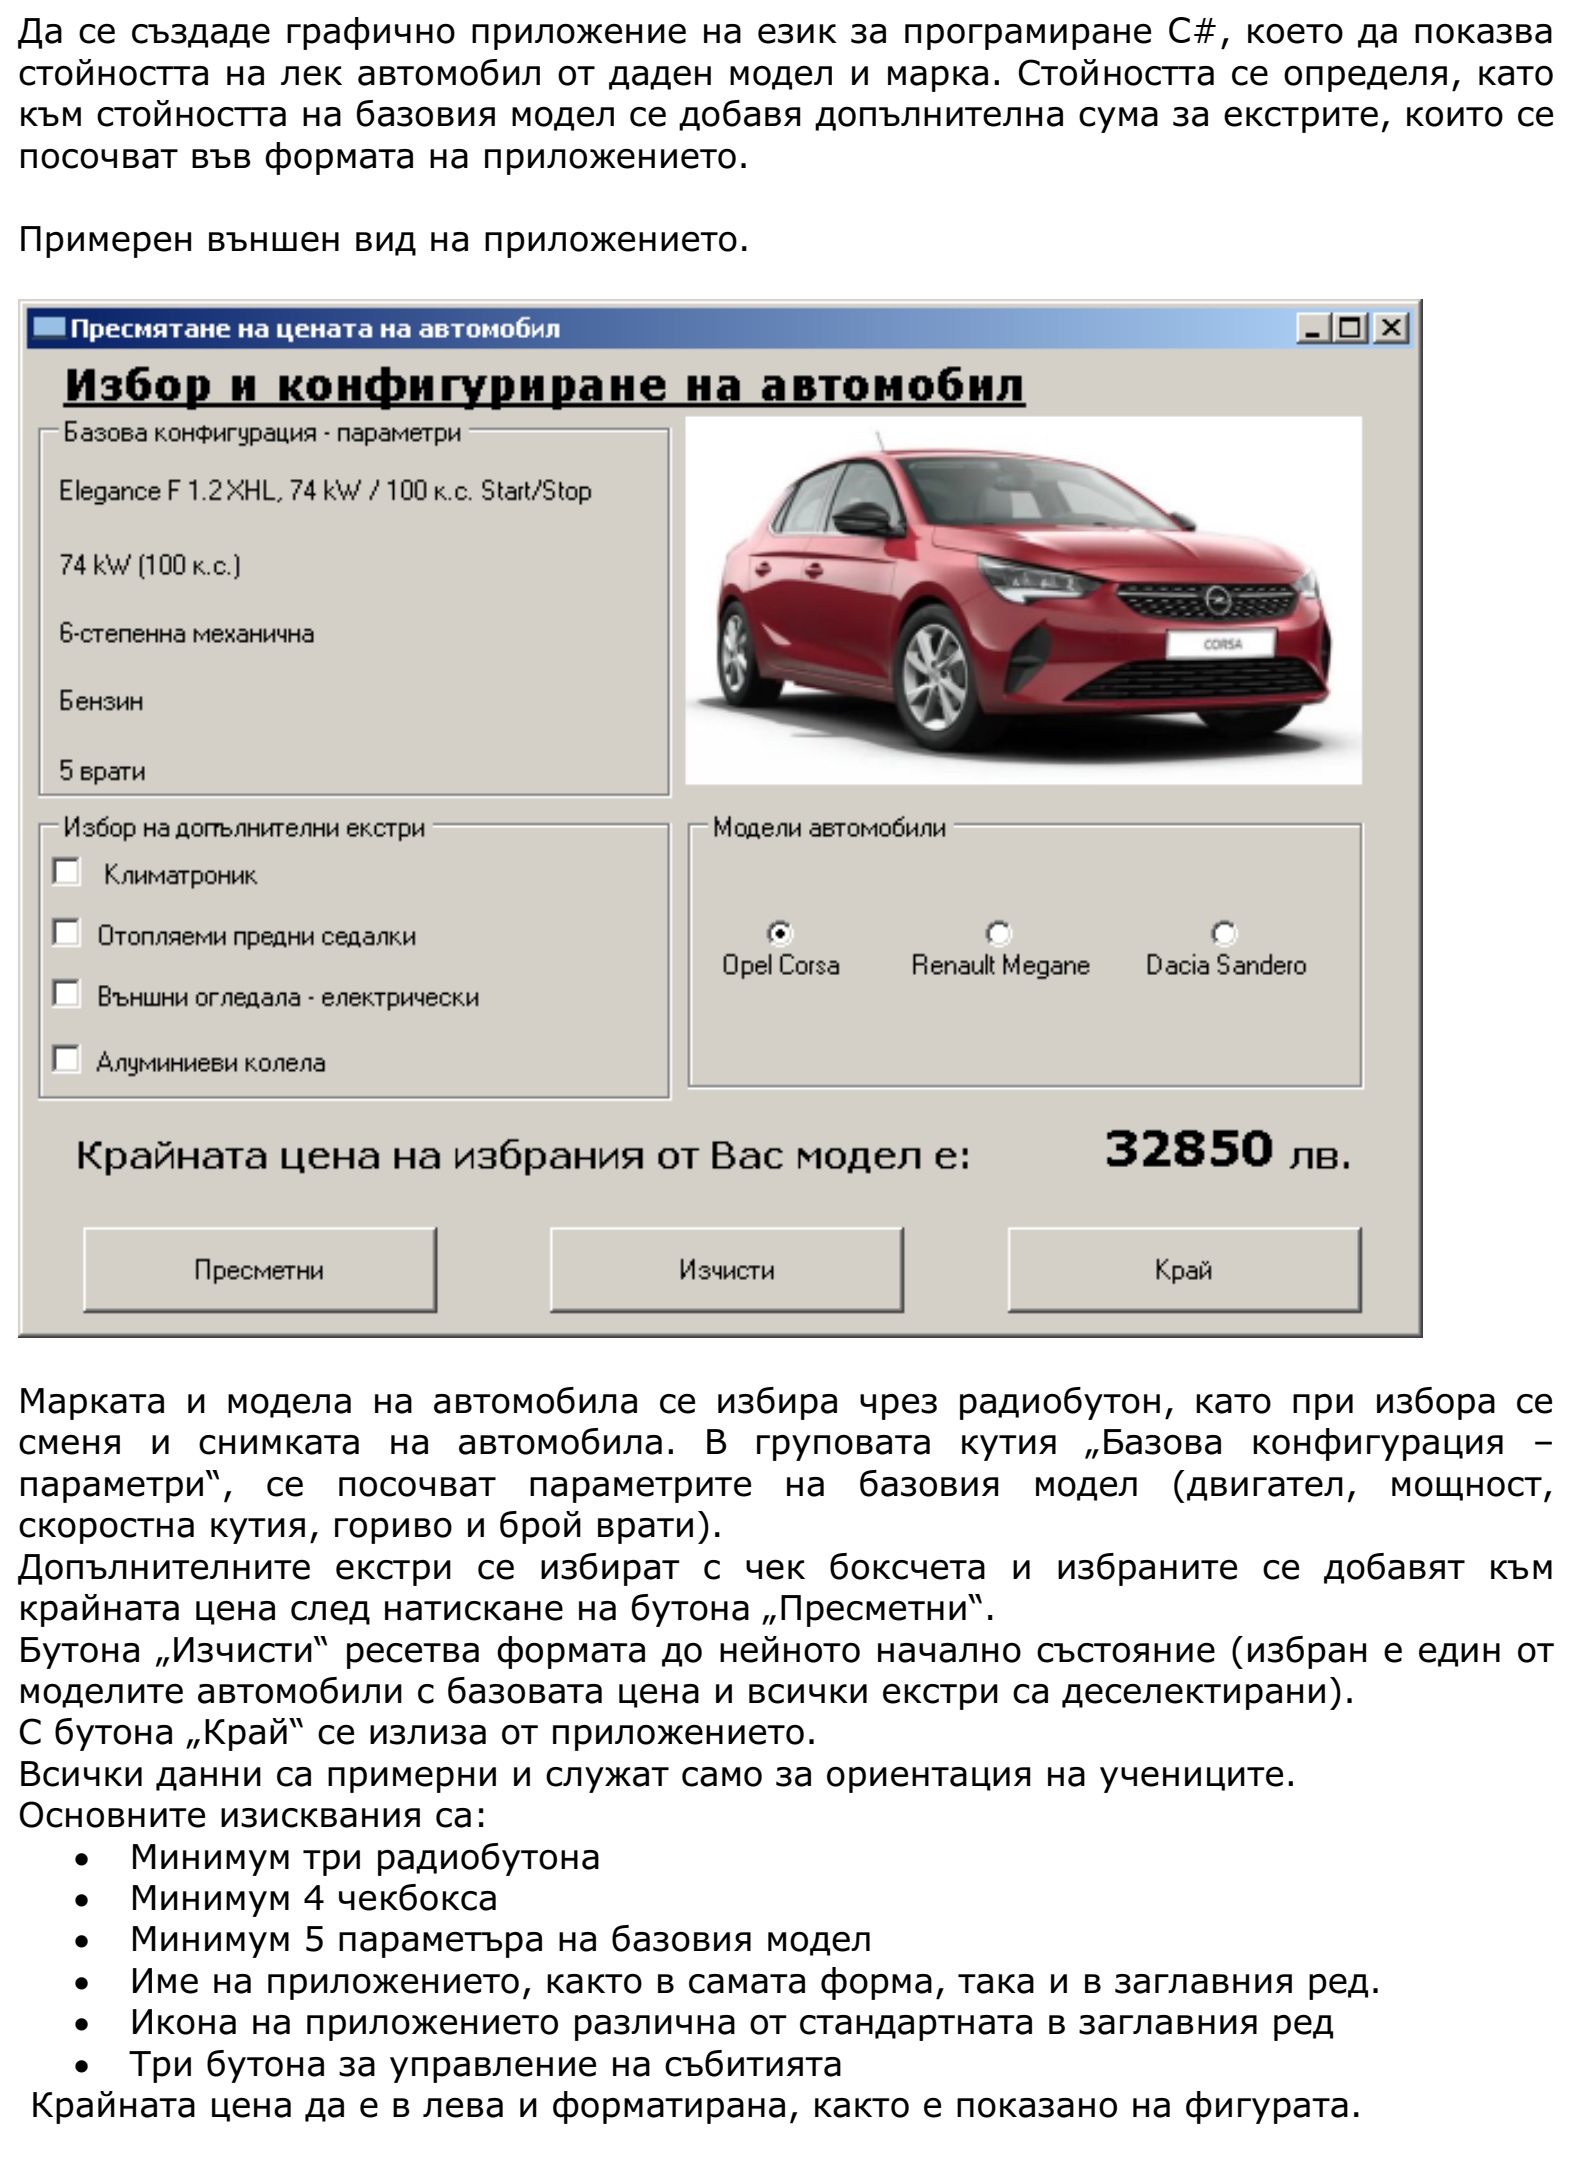 Да се създаде графично приложение на език за програмиране C#, което да показва
стойността на лек автомобил от даден модел и марка. Стойността се определя, като
към стойността на базовия модел се добавя допълнителна сума за екстрите, които се
посочват във формата на приложението.
Примерен външен вид на приложението.
Пресмятане на цената на автомобил
Избор и конфигуриране на автомобил
Базова конфигурация - параметри
Elegance F 1.2 XHL, 74 kW / 100 к.с. Start/Stop
74 kW (100 к.с.)
6-степенна механична
Бензин
5 врати
CORSA
Избор на допълнителни екстри
Климатроник
Отопляеми предни седалки
Външни огледала - електрически
Алуминиеви колела
Модели автомобили
Opel Corsa Renault Megane Dacia Sandero
Крайната цена на избрания от Вас модел е: 32850 лв.
Пресметни Изчисти Край
Марката и модела на автомобила се избира чрез радиобутон, като при избора се
сменя и снимката на автомобила. В груповата кутия „Базова конфигурация –
параметри“, се посочват параметрите на базовия модел (двигател, мощност,
скоростна кутия, гориво и брой врати).
Допълнителните екстри се избират с чек боксчета и избраните се добавят към
крайната цена след натискане на бутона „Пресметни“.
Бутона „Изчисти“ ресетва формата до нейното начално състояние (избран е един от
моделите автомобили с базовата цена и всички екстри са деселектирани).
С бутона „Край“ се излиза от приложението.
Всички данни са примерни и служат само за ориентация на учениците.
Основните изисквания са:
• Минимум три радиобутона
• Минимум 4 чекбокса
• Минимум 5 параметъра на базовия модел
• Име на приложението, както в самата форма, така и в заглавния ред.
• Икона на приложението различна от стандартната в заглавния ред
• Три бутона за управление на събитията
Крайната цена да е в лева и форматирана, както е показано на фигурата.